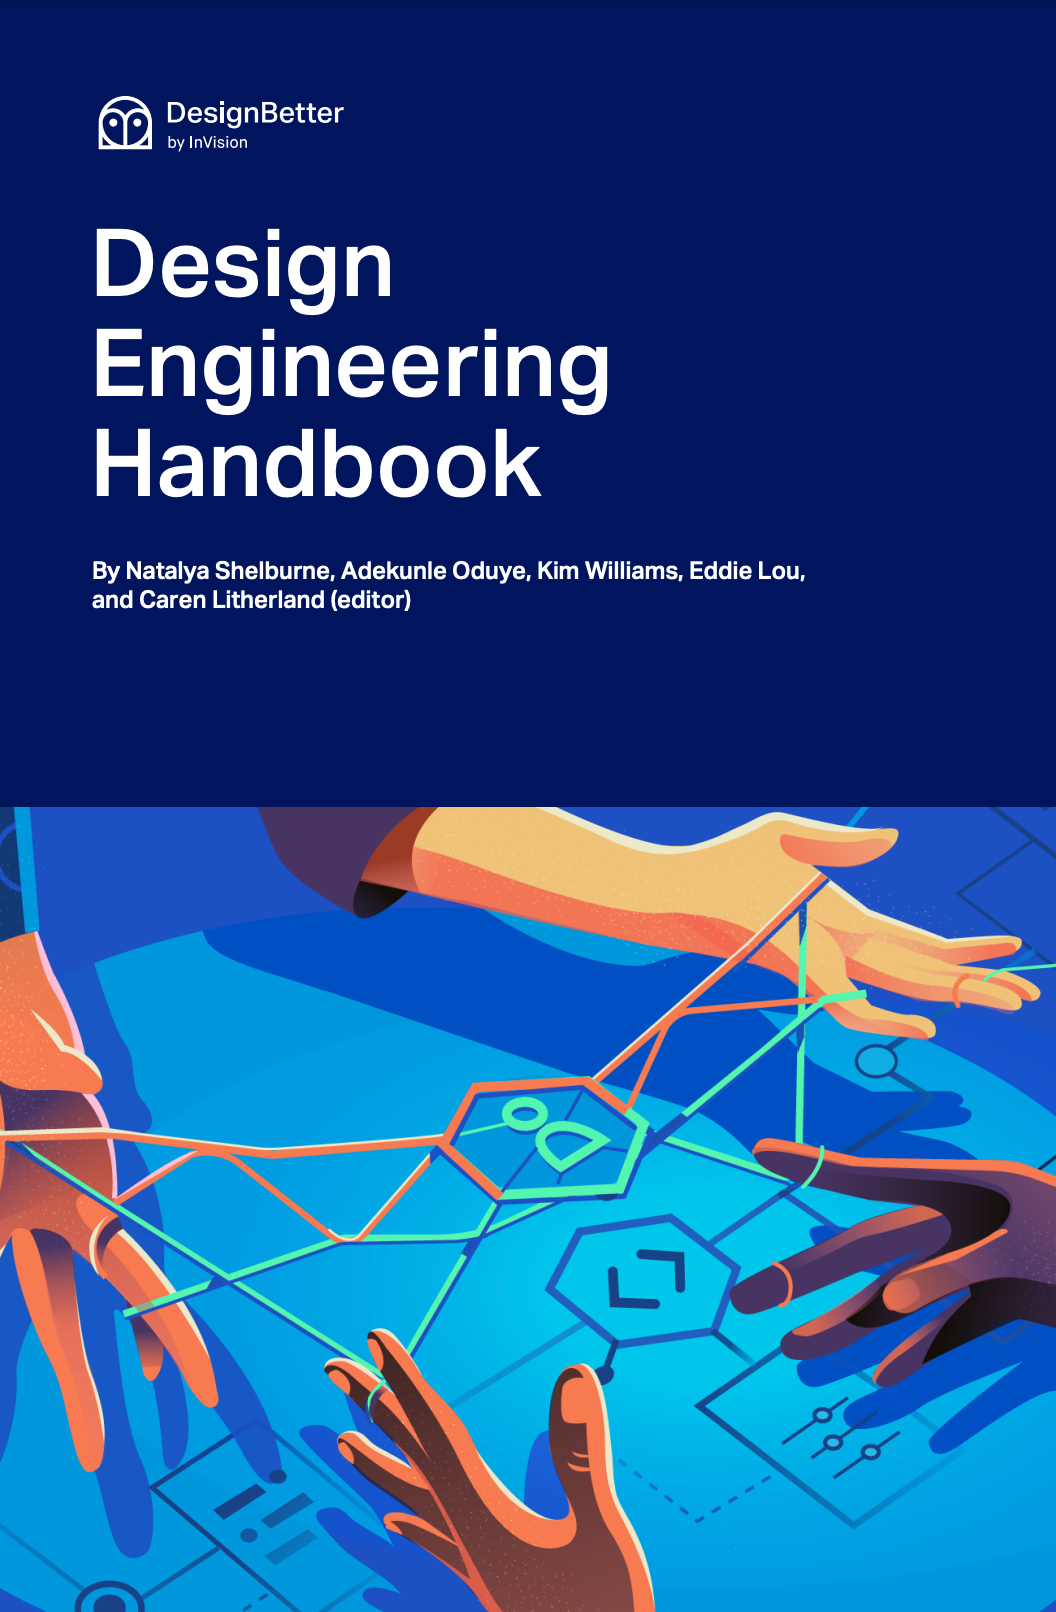 DesignBetter
by InVision
Design
Engineering
Handbook
By Natalya Shelburne, Adekunle Oduye, Kim Williams, Eddie Lou,
and Caren Litherland (editor)